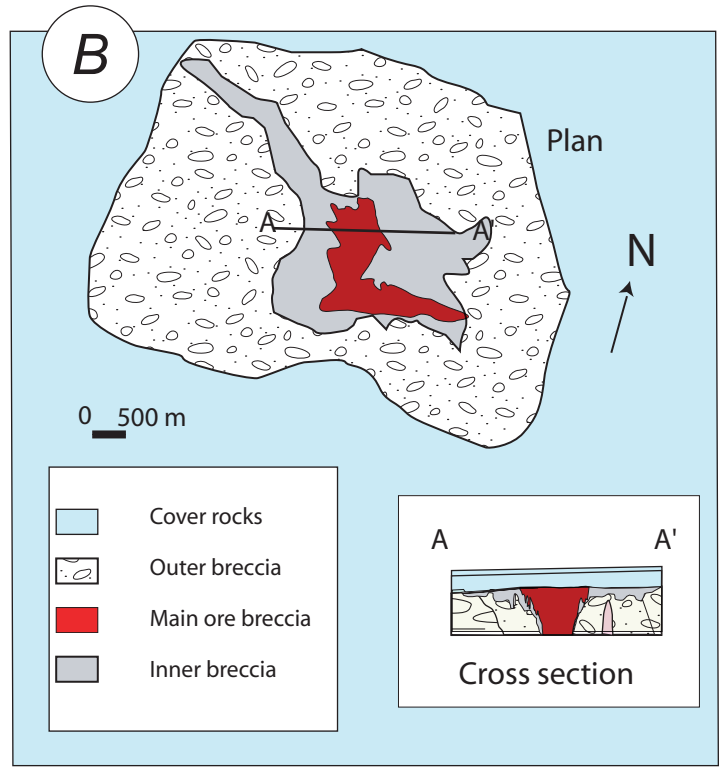 B
Plan
A
A'
N
0 500 m
Cover rocks
Outer breccia
Main ore breccia
Inner breccia
A
A'
Cross section